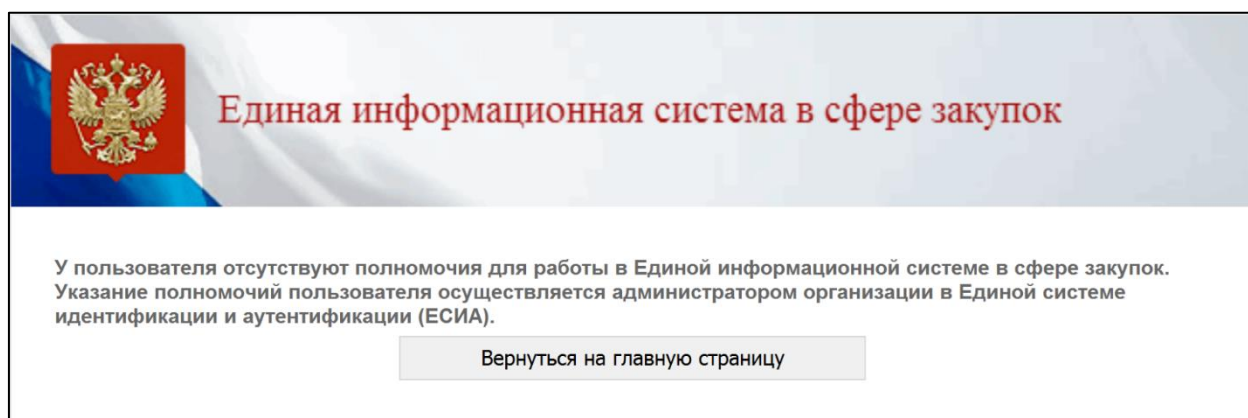 Единая информационная система в сфере закупок
У пользователя отсутствуют полномочия для работы в Единой информационной системе в сфере закупок.
Указание полномочий пользователя осуществляется администратором организации в Единой системе
идентификации и аутентификации (ЕСИА).
Вернуться на главную страницу